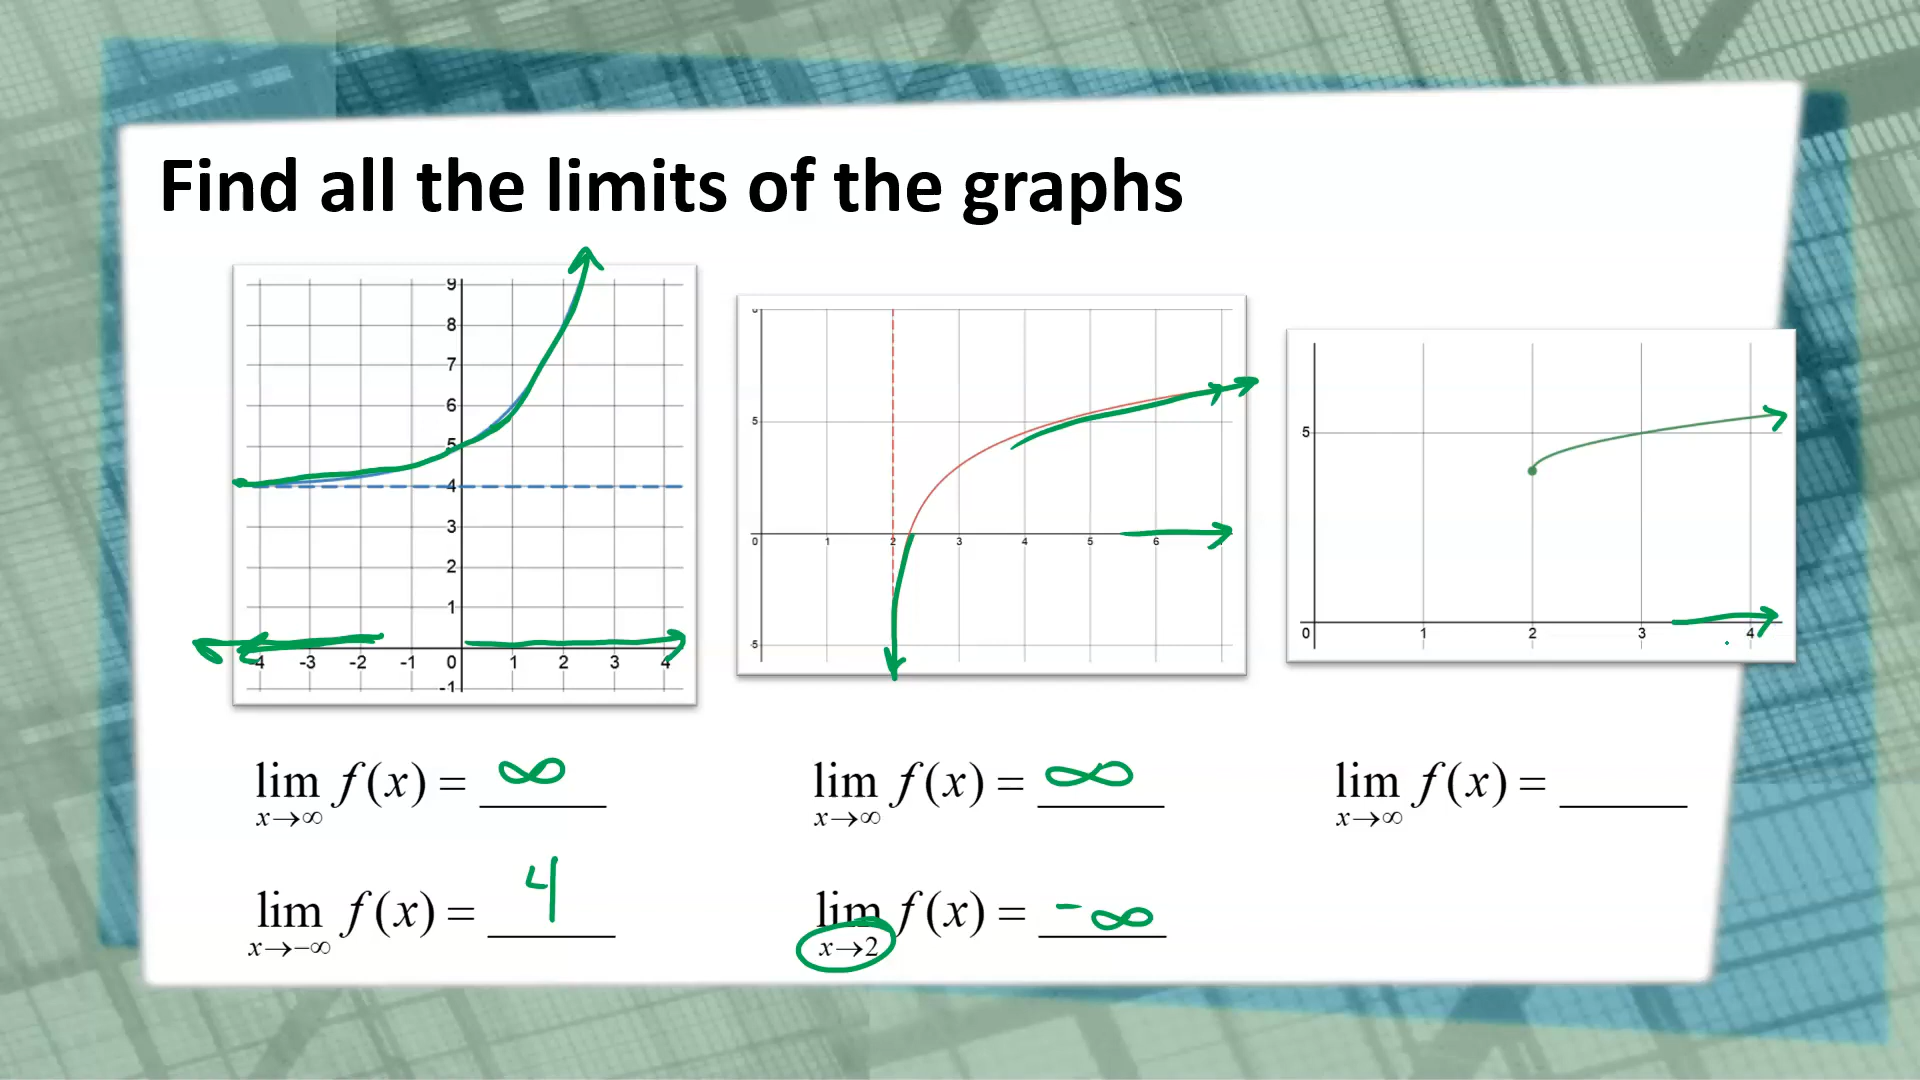 Find all the limits of the graphs
9
8
7
6
5
4
3
2
1
-4 -3 -2 -1 0 1 2 3 4
-1
5
0 1 2 3 4 5 6
-5
5
0 1 2 3 4
lim f(x) = ∞
x→∞
lim f(x) = 4
x→-∞
lim f(x) = ∞
x→∞
lim f(x) = -∞
x→2
lim f(x) = ____
x→∞